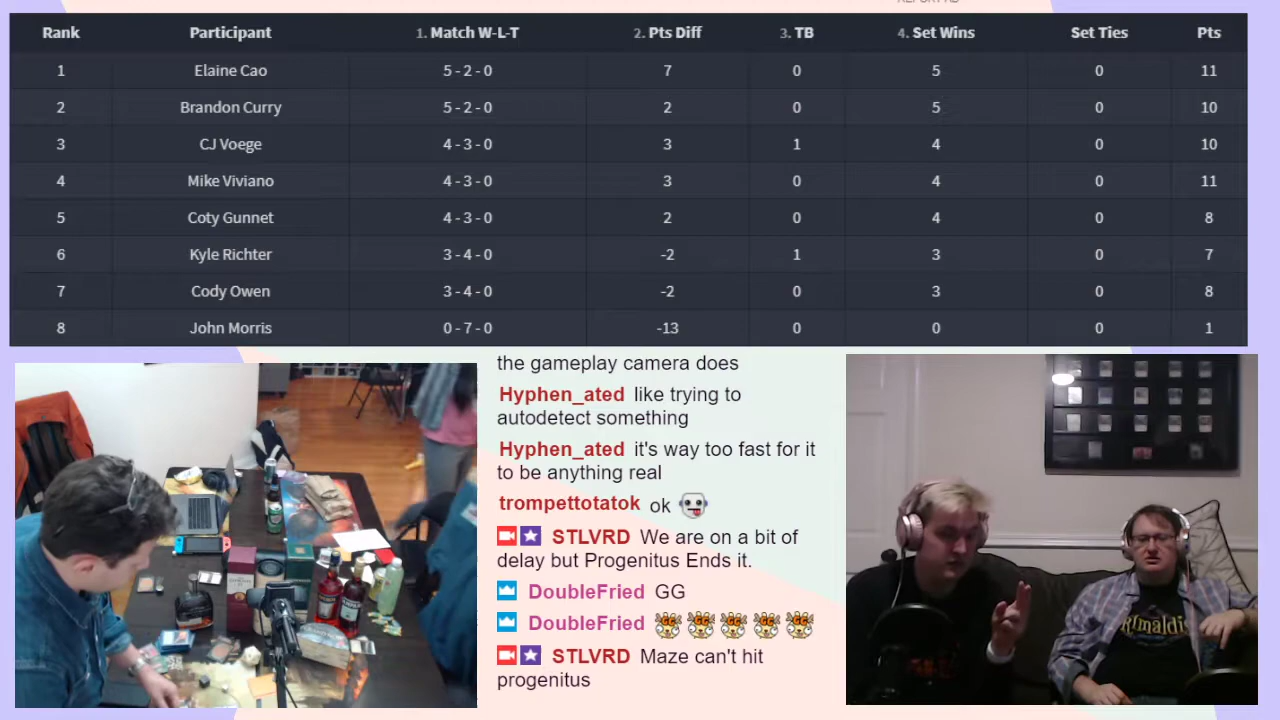 Rank Participant 1. Match W-L-T 2. Pts Diff 3. TB 4. Set Wins Set Ties Pts
1 Elaine Cao 5 - 2 - 0 7 0 5 0 11
2 Brandon Curry 5 - 2 - 0 2 0 5 0 10
3 CJ Voege 4 - 3 - 0 3 1 4 0 10
4 Mike Viviano 4 - 3 - 0 3 0 4 0 11
5 Coty Gunnet 4 - 3 - 0 2 0 4 0 8
6 Kyle Richter 3 - 4 - 0 -2 1 3 0 7
7 Cody Owen 3 - 4 - 0 -2 0 3 0 8
8 John Morris 0 - 7 - 0 -13 0 0 0 1
the gameplay camera does
Hyphen_ated like trying to
autodetect something
Hyphen_ated it's way too fast for it
to be anything real
trompettotatok ok
STLVRD We are on a bit of
delay but Progenitus Ends it.
DoubleFried GG
DoubleFried
STLVRD Maze can't hit
progenitus